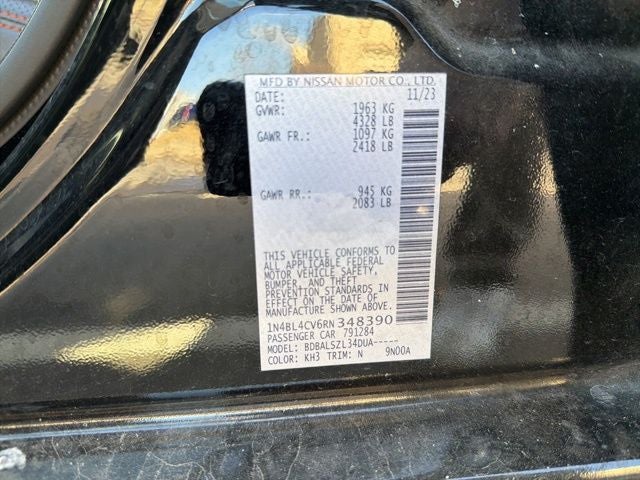 MFD BY NISSAN MOTOR CO., LTD.
DATE: 11/23
GVWR: 1963 KG
4328 LB
GAWR FR.: 1097 KG
2418 LB
GAWR RR.: 945 KG
2083 LB
THIS VEHICLE CONFORMS TO
ALL APPLICABLE FEDERAL
MOTOR VEHICLE SAFETY,
BUMPER, AND THEFT
PREVENTION STANDARDS IN
EFFECT ON THE DATE OF
MANUFACTURE SHOWN ABOVE.
1N4BL4CV6RN348390
PASSENGER CAR 791284
MODEL: BDBALSZL34DUA-----
COLOR: KH3 TRIM: N 9N00A